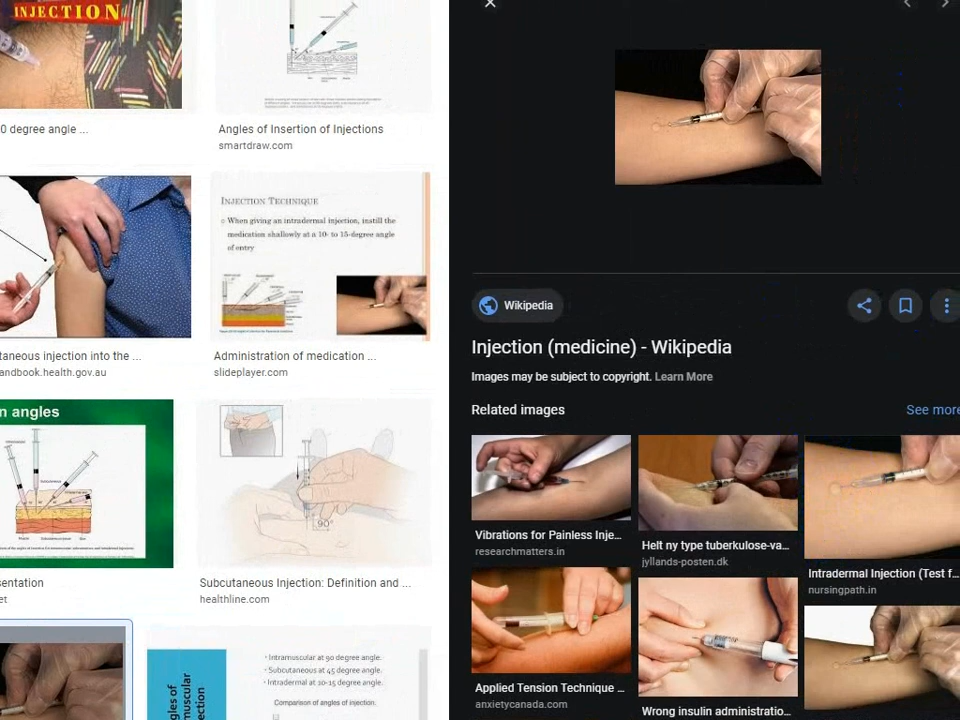 INJECTION
0 degree angle ...
Angles of Insertion of Injections
smartdraw.com
INJECTION TECHNIQUE
When giving an intradermal injection, instill the
medication shallowly at a 10- to 15-degree angle
of entry
taneous injection into the ...
andbook.health.gov.au
Administration of medication ...
slideplayer.com
n angles
90°
sentation
et
Subcutaneous Injection: Definition and ...
healthline.com
gles of
muscular
ection
• Intramuscular at 90 degree angle.
• Subcutaneous at 45 degree angle.
• Intradermal at 10-15 degree angle.
Comparison of angles of injection.
Wikipedia
Injection (medicine) - Wikipedia
Images may be subject to copyright. Learn More
Related images
See more
Vibrations for Painless Inje...
researchmatters.in
Helt ny type tuberkulose-va...
jyllands-posten.dk
Intradermal Injection (Test f...
nursingpath.in
Applied Tension Technique ...
anxietycanada.com
Wrong insulin administratio...